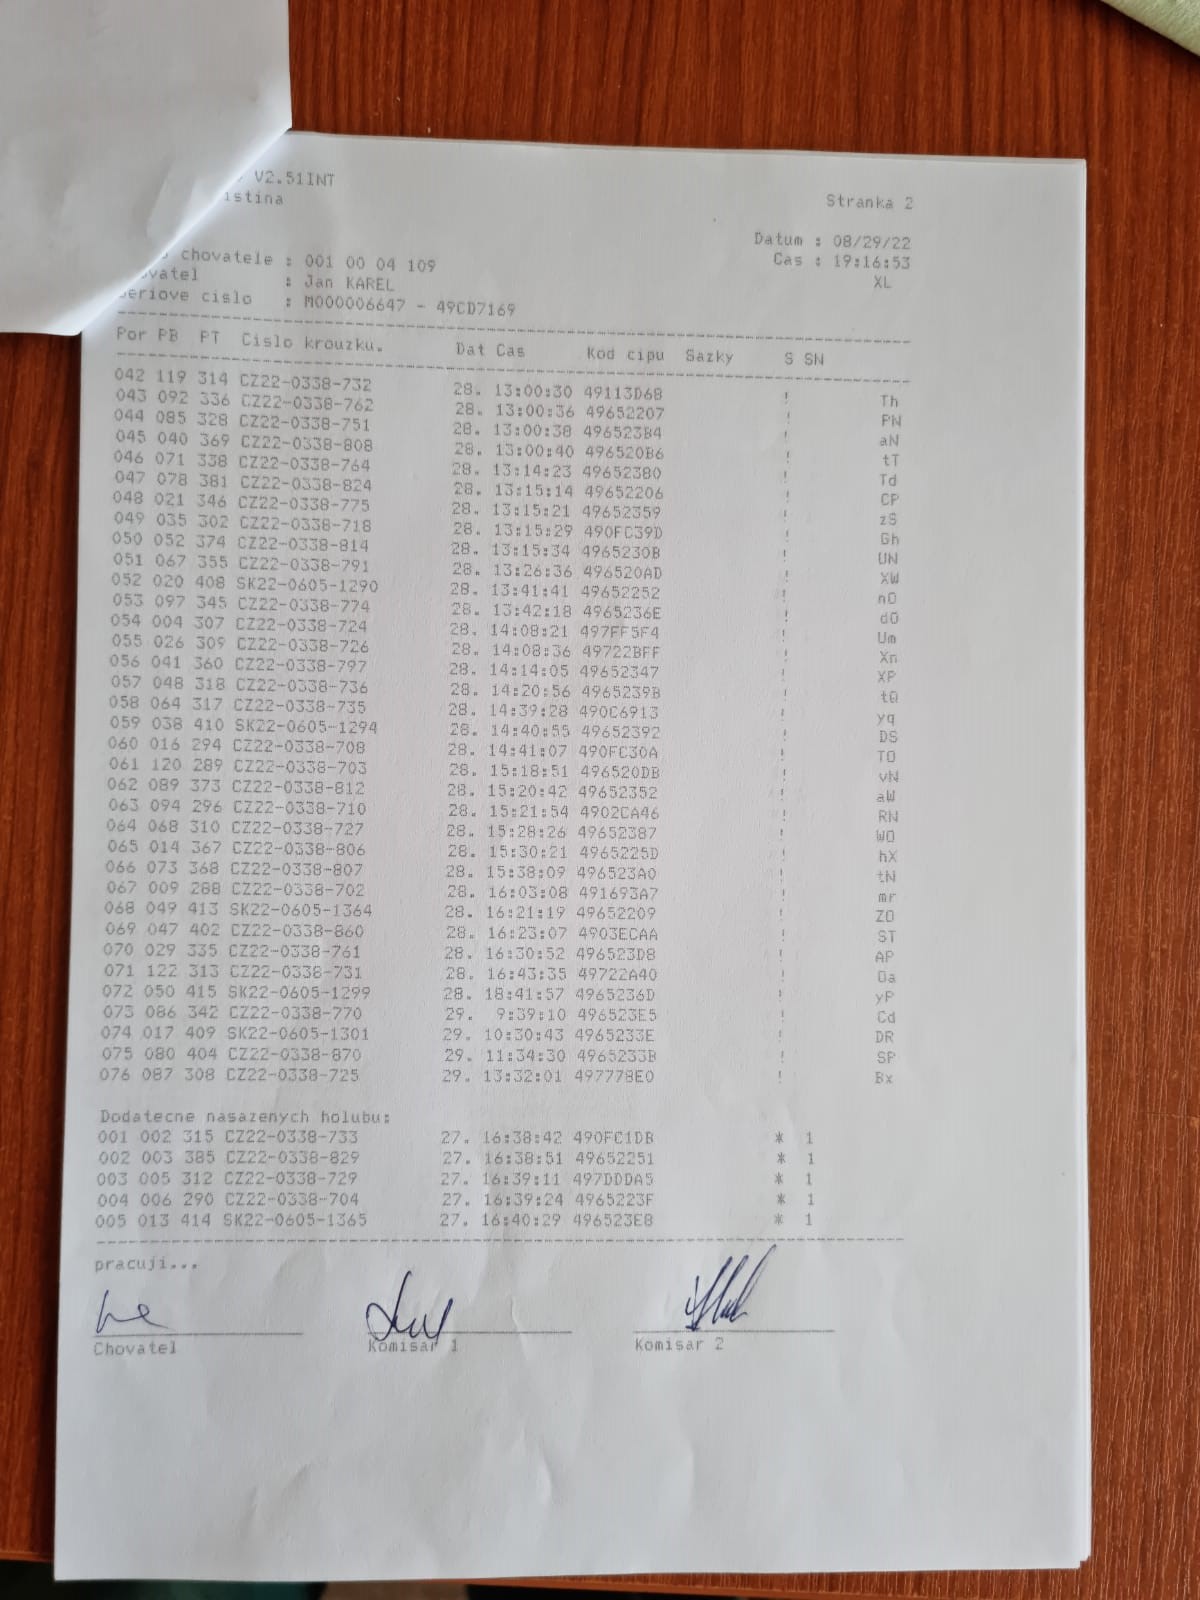 V2.51INT
Stranka 2
Datum : 08/29/22
chovatele : 001 00 04 109
Cas : 19:16:53
: Jan KAREL
XL
cislo : M000006647 - 49CD7169
Por PB PT Cislo krouzku. Dat Cas Kod cipu Sazky S SN
042 119 314 CZ22-0338-732 28. 13:00:30 49113D68 ! Th
043 092 336 CZ22-0338-762 28. 13:00:36 49652207 ! PN
044 085 328 CZ22-0338-751 28. 13:00:38 496523B4 ! aN
045 040 369 CZ22-0338-808 28. 13:00:40 496520B6 ! tT
046 071 338 CZ22-0338-764 28. 13:14:23 49652380 ! Td
047 078 381 CZ22-0338-824 28. 13:15:14 49652206 ! CP
048 021 346 CZ22-0338-775 28. 13:15:21 49652359 ! zS
049 035 302 CZ22-0338-718 28. 13:15:29 490FC39D ! Gh
050 052 374 CZ22-0338-814 28. 13:15:34 4965230B ! UN
051 067 355 CZ22-0338-791 28. 13:26:36 496520AD ! XW
052 020 408 SK22-0605-1290 28. 13:41:41 49652252 ! nO
053 097 345 CZ22-0338-774 28. 13:42:18 4965236E ! dO
054 004 307 CZ22-0338-724 28. 14:08:21 497FF5F4 ! Um
055 026 309 CZ22-0338-726 28. 14:08:36 49722BFF ! Xn
056 041 360 CZ22-0338-797 28. 14:14:05 49652347 ! XP
057 048 318 CZ22-0338-736 28. 14:20:56 4965239B ! tQ
058 064 317 CZ22-0338-735 28. 14:39:28 490C6913 ! yq
059 038 410 SK22-0605-1294 28. 14:40:55 49652392 ! DS
060 016 294 CZ22-0338-708 28. 14:41:07 490FC30A ! TO
061 120 289 CZ22-0338-703 28. 15:18:51 496520DB ! vN
062 089 373 CZ22-0338-812 28. 15:20:42 49652352 ! aW
063 094 296 CZ22-0338-710 28. 15:21:54 4902CA46 ! RN
064 068 310 CZ22-0338-727 28. 15:28:26 49652387 ! WO
065 014 367 CZ22-0338-806 28. 15:30:21 4965225D ! hX
066 073 368 CZ22-0338-807 28. 15:38:09 496523A0 ! tN
067 009 288 CZ22-0338-702 28. 16:03:08 491693A7 ! mr
068 049 413 SK22-0605-1364 28. 16:21:19 49652209 ! ZO
069 047 402 CZ22-0338-860 28. 16:23:07 4903ECAA ! ST
070 029 335 CZ22-0338-761 28. 16:30:52 496523D8 ! AP
071 122 313 CZ22-0338-731 28. 16:43:35 49722A40 ! Oa
072 050 415 SK22-0605-1299 28. 18:41:57 4965236D ! yP
073 086 342 CZ22-0338-770 29. 9:39:10 496523E5 ! Cd
074 017 409 SK22-0605-1301 29. 10:30:43 4965233E ! DR
075 080 404 CZ22-0338-870 29. 11:34:30 4965233B ! SP
076 087 308 CZ22-0338-725 29. 13:32:01 497778E0 ! Bx
Dodatecne nasazenych holubu:
001 002 315 CZ22-0338-733 27. 16:38:42 490FC1DB * 1
002 003 385 CZ22-0338-829 27. 16:38:51 49652251 * 1
003 005 312 CZ22-0338-729 27. 16:39:11 497DDDA5 * 1
004 006 290 CZ22-0338-704 27. 16:39:24 4965223F * 1
005 013 414 SK22-0605-1365 27. 16:40:29 496523E8 * 1
pracuji...
Chovatel Komisar 1 Komisar 2